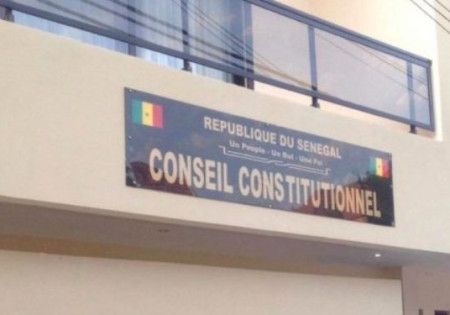 REPUBLIQUE DU SENEGAL
Un Peuple - Un But - Une Foi
CONSEIL CONSTITUTIONNEL